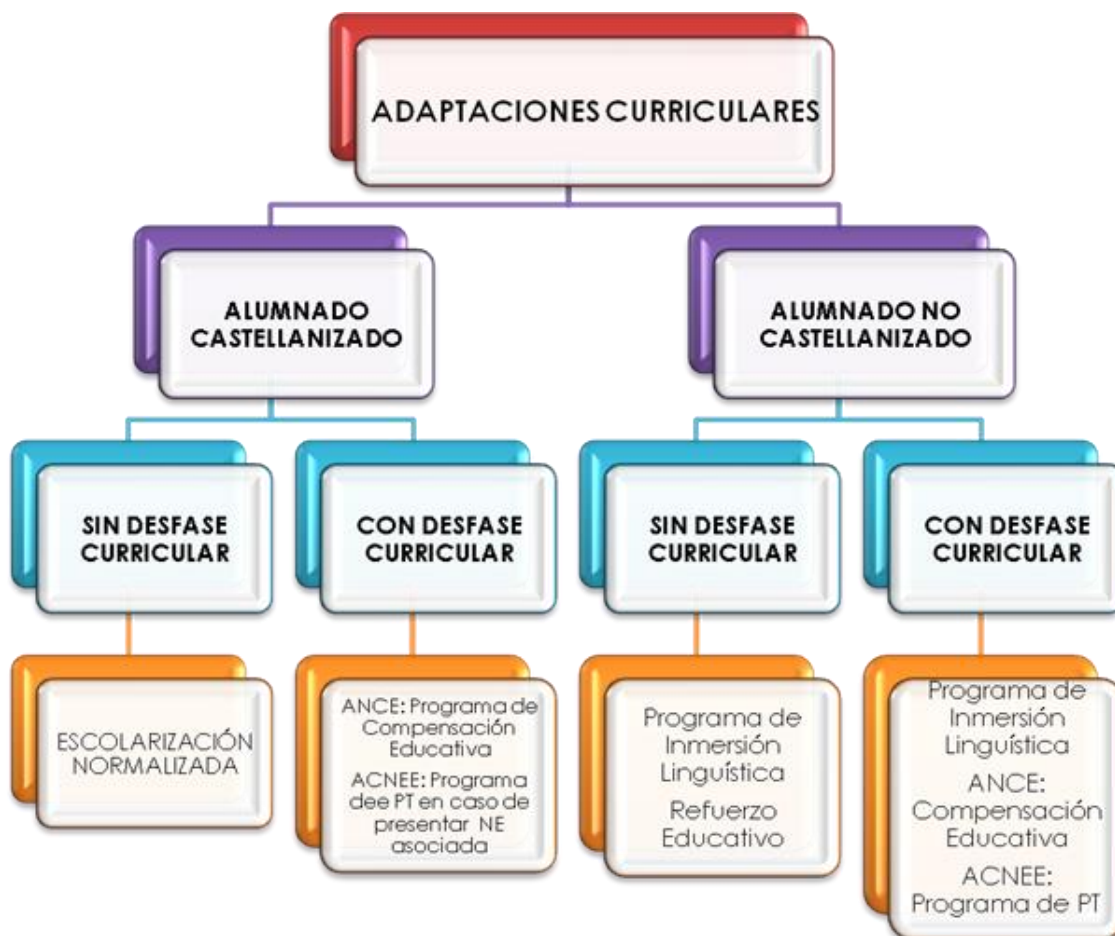 ADAPTACIONES CURRICULARES
ALUMNADO
CASTELLANIZADO
ALUMNADO NO
CASTELLANIZADO
SIN DESFASE
CURRICULAR
CON DESFASE
CURRICULAR
SIN DESFASE
CURRICULAR
CON DESFASE
CURRICULAR
ESCOLARIZACIÓN
NORMALIZADA
ANCE: Programa de
Compensación
Educativa
ACNEE: Programa
dee PT en caso de
presentar NE
asociada
Programa de
Inmersión
Linguística
Refuerzo
Educativo
Programa de
Inmersión
Linguística
ANCE:
Compensación
Educativa
ACNEE:
Programa de PT